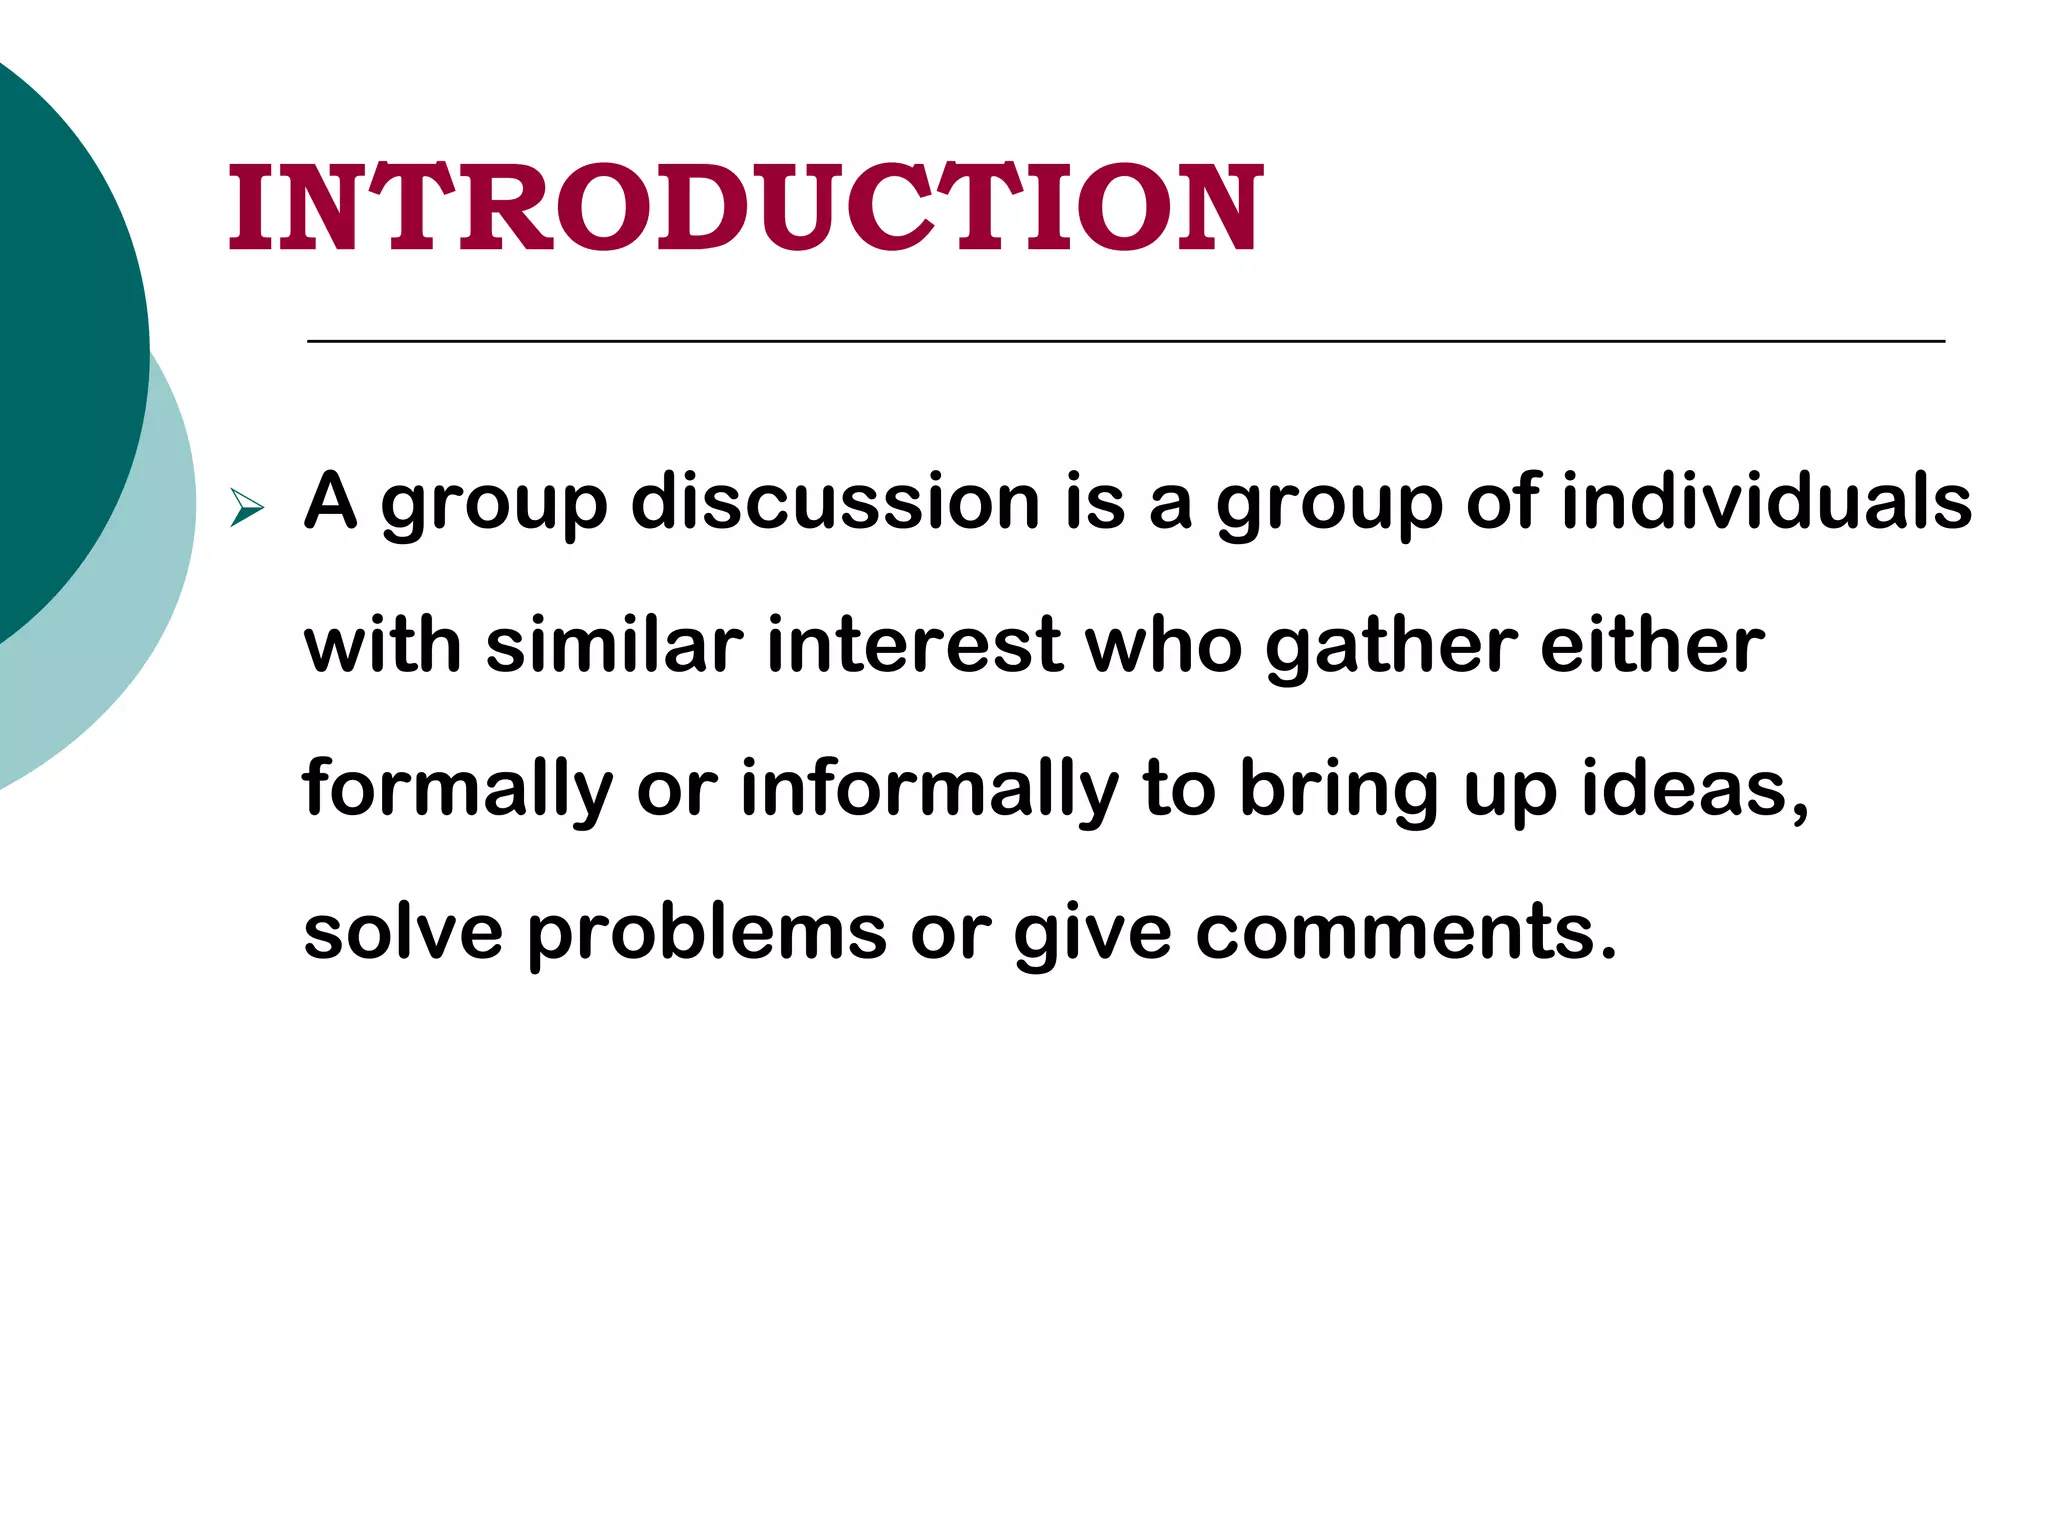 INTRODUCTION
A group discussion is a group of individuals
with similar interest who gather either
formally or informally to bring up ideas,
solve problems or give comments.